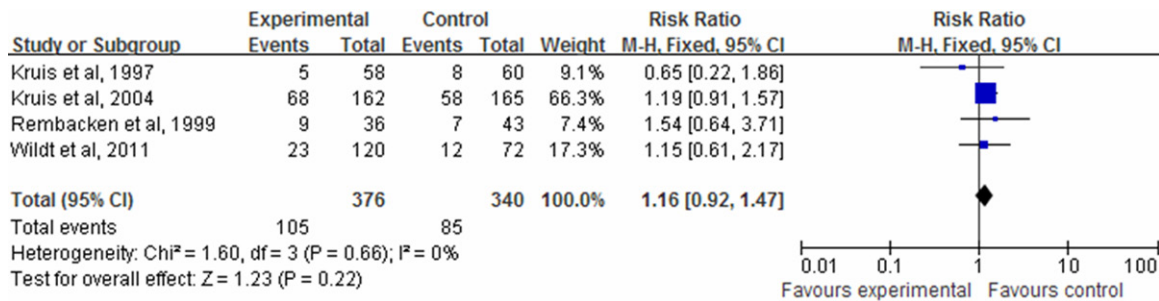 Experimental Control Risk Ratio Risk Ratio
Study or Subgroup Events Total Events Total Weight M-H, Fixed, 95% CI M-H, Fixed, 95% CI
Kruis et al, 1997 5 58 8 60 9.1% 0.65 [0.22, 1.86]
Kruis et al, 2004 68 162 58 165 66.3% 1.19 [0.91, 1.57]
Rembacken et al, 1999 9 36 7 43 7.4% 1.54 [0.64, 3.71]
Wildt et al, 2011 23 120 12 72 17.3% 1.15 [0.61, 2.17]
Total (95% CI) 376 340 100.0% 1.16 [0.92, 1.47]
Total events 105 85
Heterogeneity: Chi² = 1.60, df = 3 (P = 0.66); I² = 0%
Test for overall effect: Z = 1.23 (P = 0.22)
0.01 0.1 1 10 100
Favours experimental Favours control